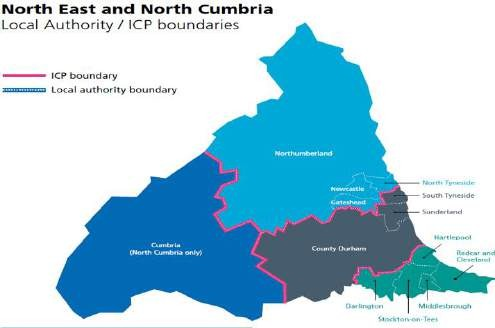 North East and North Cumbria
Local Authority / ICP boundaries
ICP boundary
Local authority boundary
Northumberland
Newcastle
North Tyneside
Gateshead
South Tyneside
Sunderland
Cumbria
(North Cumbria only)
County Durham
Hartlepool
Redcar and
Cleveland
Darlington
Middlesbrough
Stockton-on-Tees